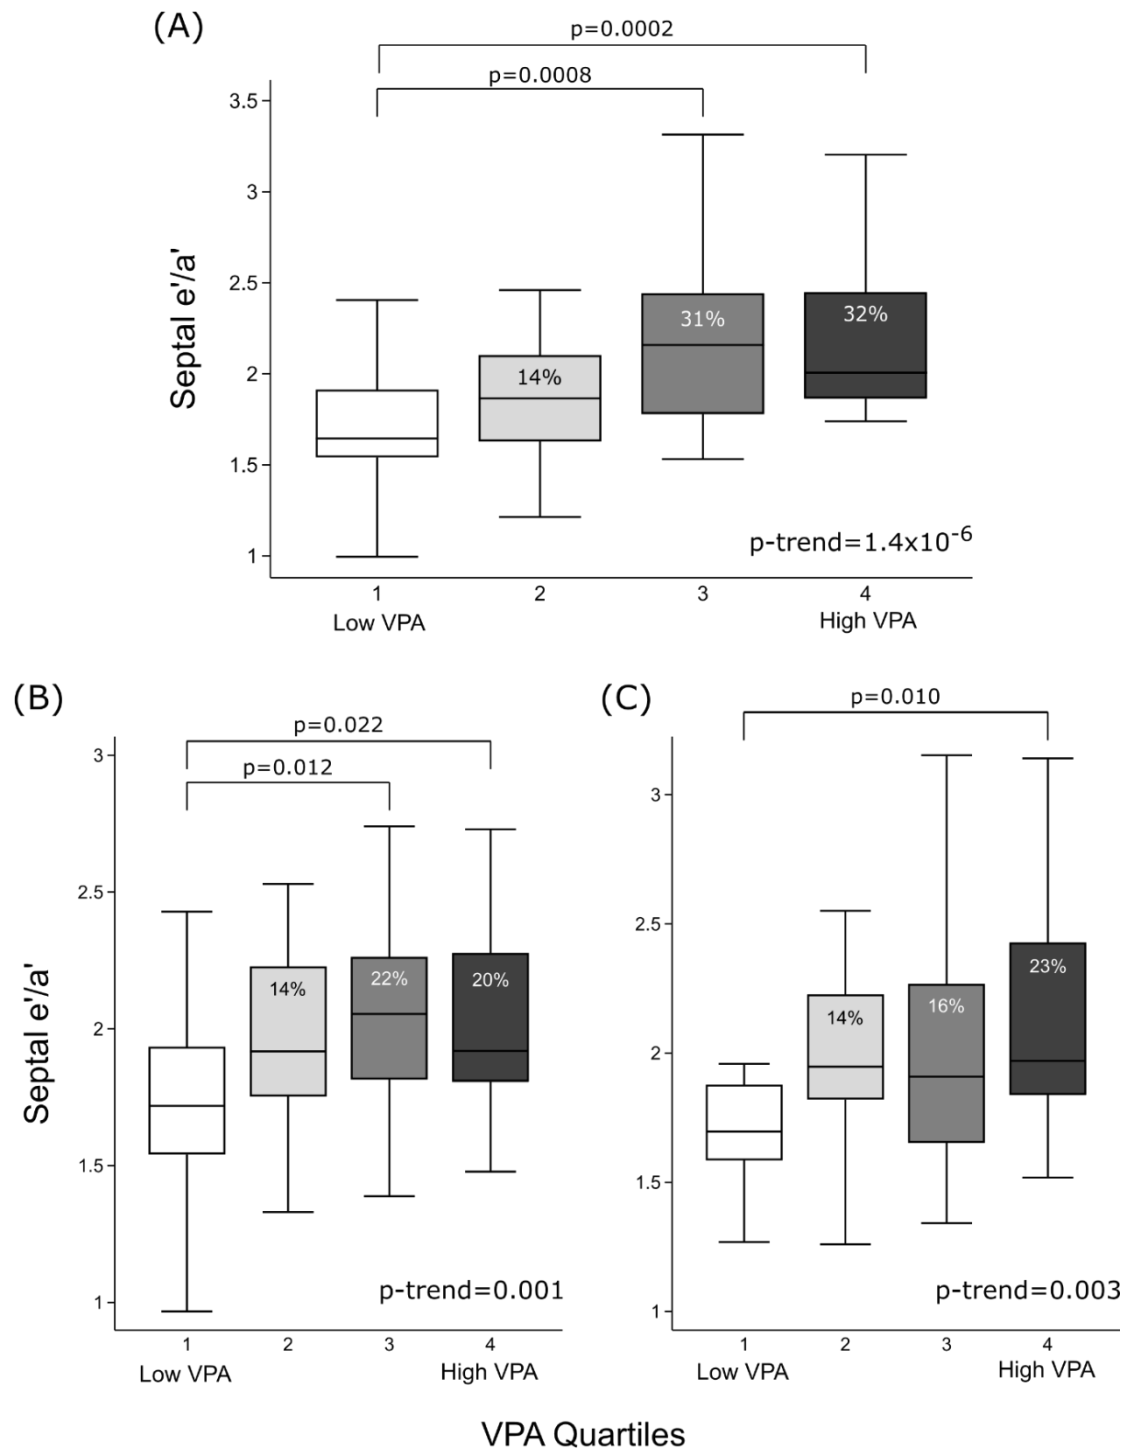 (A)
p=0.0002
p=0.0008
3.5
3
2.5
2
1.5
1
Septal e'/a'
14%
31%
32%
p-trend=1.4x10⁻⁶
1 2 3 4
Low VPA High VPA
(B)
p=0.022
p=0.012
3
2.5
2
1.5
1
Septal e'/a'
14%
22%
20%
p-trend=0.001
1 2 3 4
Low VPA High VPA
(C)
p=0.010
3
2.5
2
1.5
1
14%
16%
23%
p-trend=0.003
1 2 3 4
Low VPA High VPA
VPA Quartiles